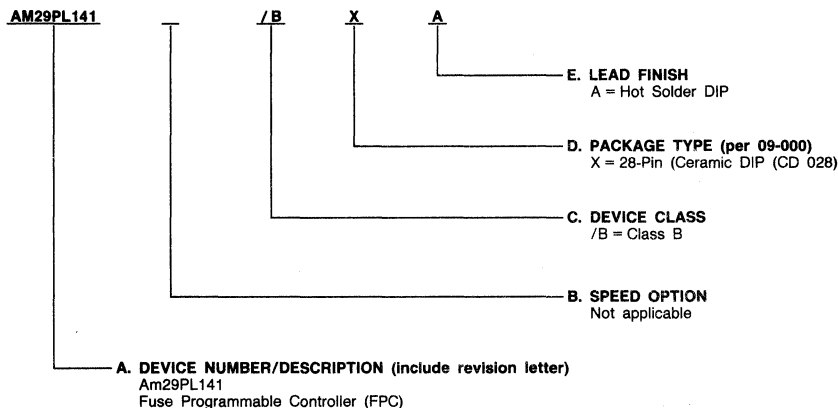 AM29PL141 _ /B X A
E. LEAD FINISH
A = Hot Solder DIP
D. PACKAGE TYPE (per 09-000)
X = 28-Pin (Ceramic DIP (CD 028)
C. DEVICE CLASS
/B = Class B
B. SPEED OPTION
Not applicable
A. DEVICE NUMBER/DESCRIPTION (include revision letter)
Am29PL141
Fuse Programmable Controller (FPC)